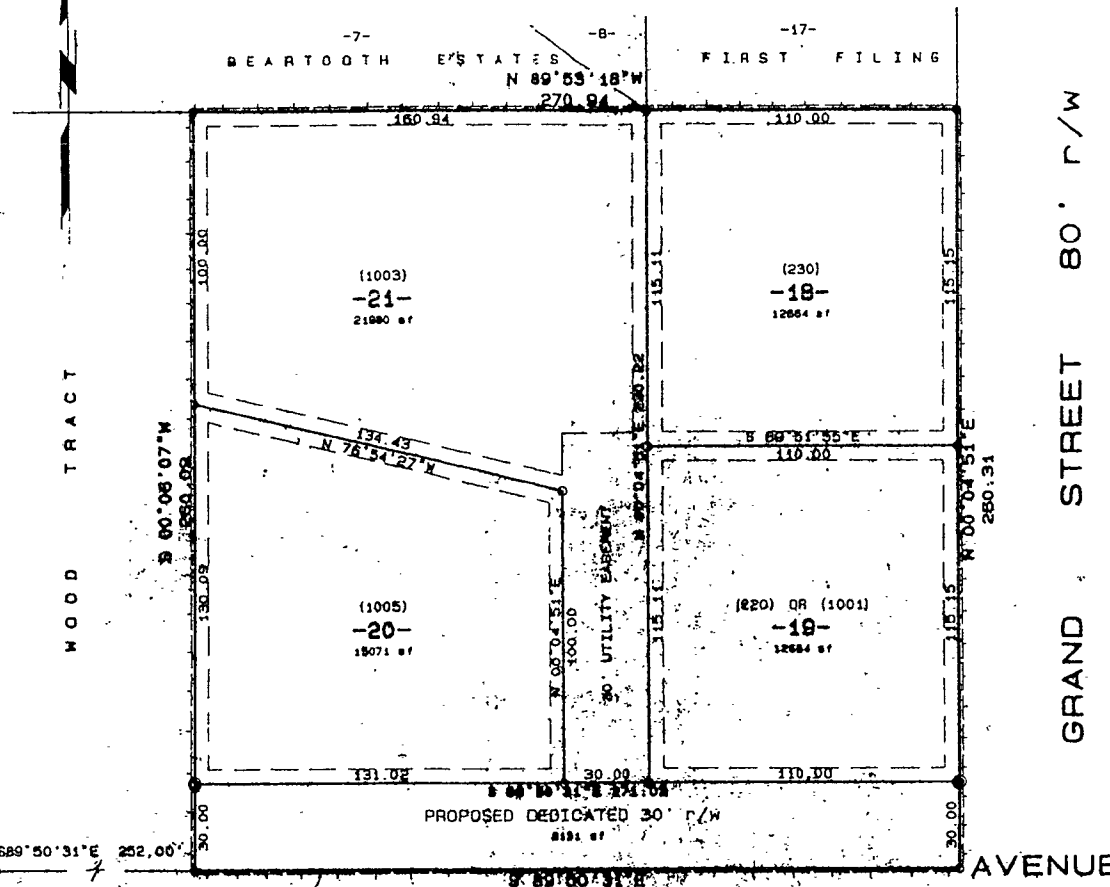 -7-
-8-
-17-
BEARTOOTH ESTATES FIRST FILING
N 89°53'18"W
270.94
160.94
110.00
100.00
115.11
115.15
(1003)
-21-
21980 sf
(230)
-18-
12664 sf
GRAND STREET 80' r/w
WOOD TRACT
134.43
N 76°54'27"W
S 89°51'55"E
110.00
N 00°04'51"E
260.31
130.09
(1005)
-20-
15071 sf
N 00°04'51"E
100.00
30' UTILITY EASEMENT
115.11
(220) OR (1001)
-19-
12664 sf
115.15
131.02
30.00
110.00
PROPOSED DEDICATED 30' r/w
30.00
30.00
S89°50'31"E 252.00'
AVENUE